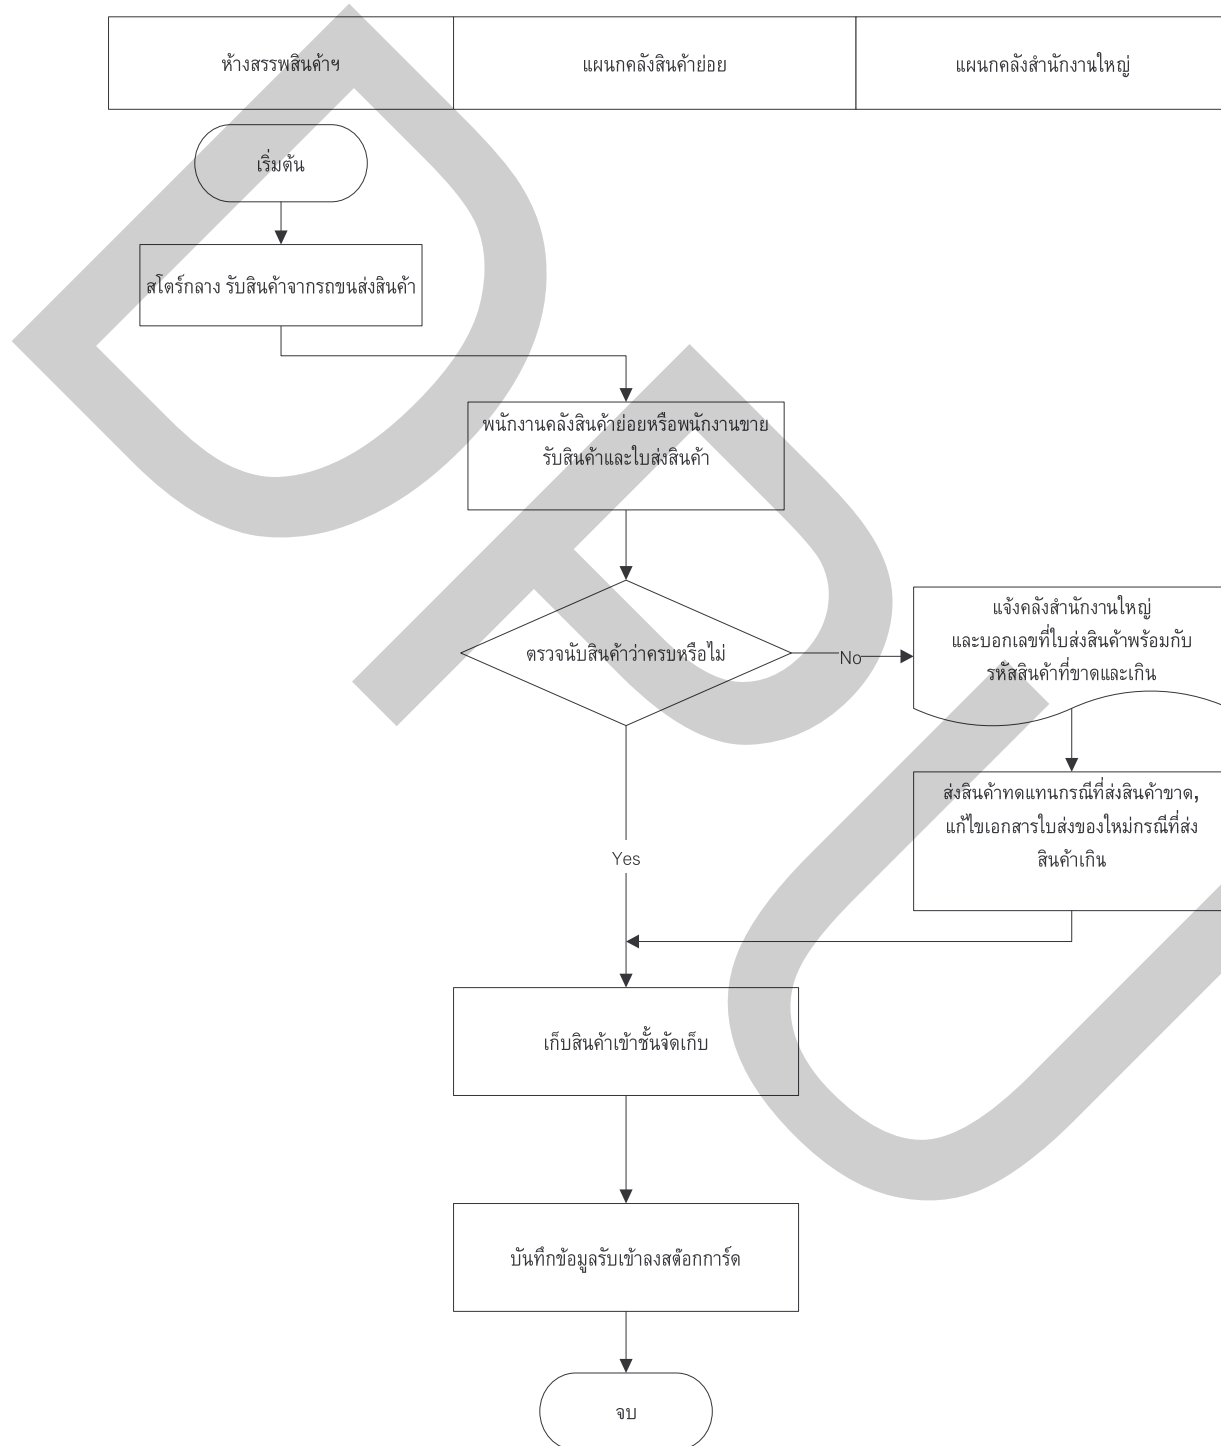 ห้างสรรพสินค้าฯ
แผนกคลังสินค้าย่อย
แผนกคลังสำนักงานใหญ่
เริ่มต้น
สโตร์กลาง รับสินค้าจากรถขนส่งสินค้า
พนักงานคลังสินค้าย่อยหรือพนักงานขาย
รับสินค้าและใบส่งสินค้า
ตรวจนับสินค้าว่าครบหรือไม่
No
แจ้งคลังสำนักงานใหญ่
และบอกเลขที่ใบส่งสินค้าพร้อมกับ
รหัสสินค้าที่ขาดและเกิน
ส่งสินค้าทดแทนกรณีที่ส่งสินค้าขาด,
แก้ไขเอกสารใบส่งของใหม่กรณีที่ส่ง
สินค้าเกิน
Yes
เก็บสินค้าเข้าชั้นจัดเก็บ
บันทึกข้อมูลรับเข้าลงสต๊อกการ์ด
จบ
DPU